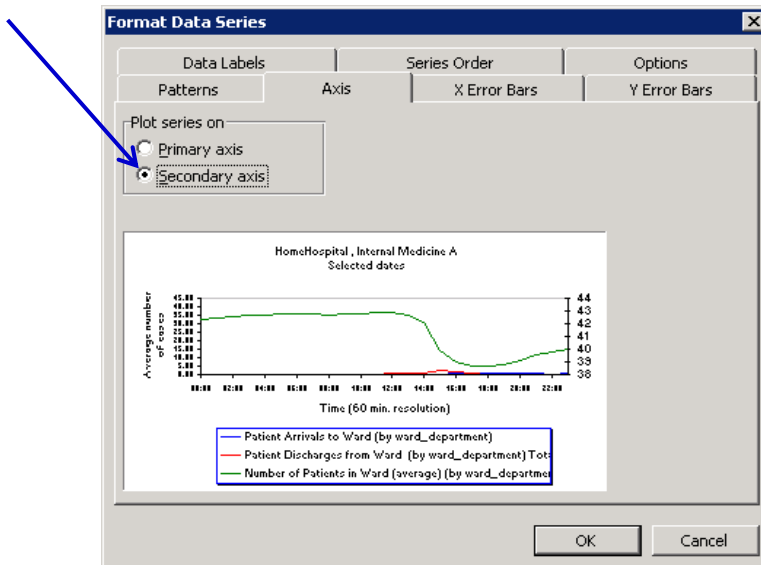 Format Data Series
Data Labels Series Order Options
Patterns Axis X Error Bars Y Error Bars
Plot series on
Primary axis
Secondary axis
HomeHospital , Internal Medicine A
Selected dates
Average number
of cases
45.00
40.00
35.00
30.00
25.00
20.00
15.00
10.00
5.00
0.00
44
43
42
41
40
39
38
00:00 02:00 04:00 06:00 08:00 10:00 12:00 14:00 16:00 18:00 20:00 22:00
Time (60 min. resolution)
Patient Arrivals to Ward (by ward_department)
Patient Discharges from Ward (by ward_department) Tot
Number of Patients in Ward (average) (by ward_departme
OK Cancel